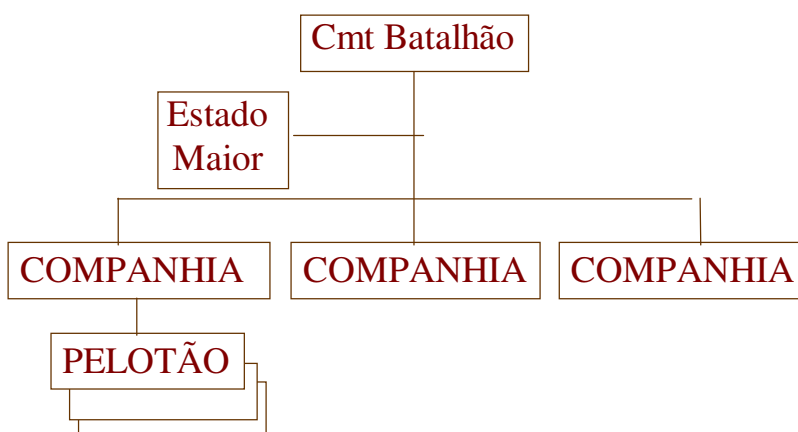 Cmt Batalhão
Estado
Maior
COMPANHIA
COMPANHIA
COMPANHIA
PELOTÃO